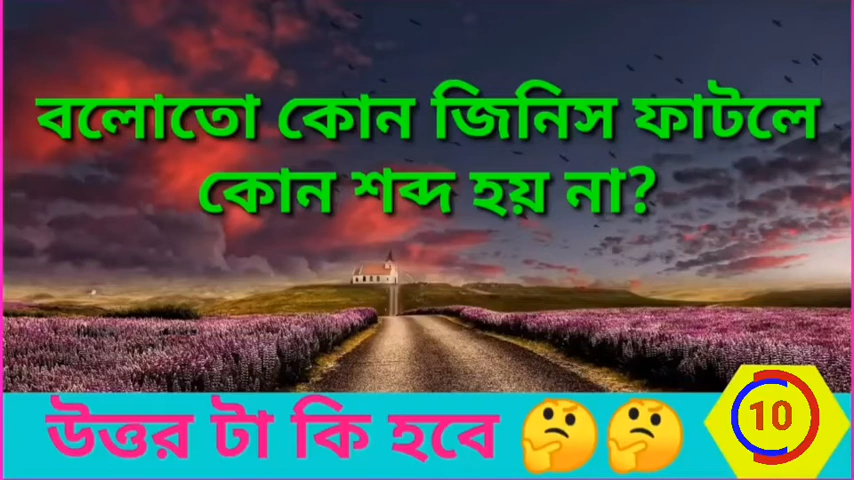 বলোতো কোন জিনিস ফাটলে
কোন শব্দ হয় না?
উত্তর টা কি হবে 🤔🤔
10